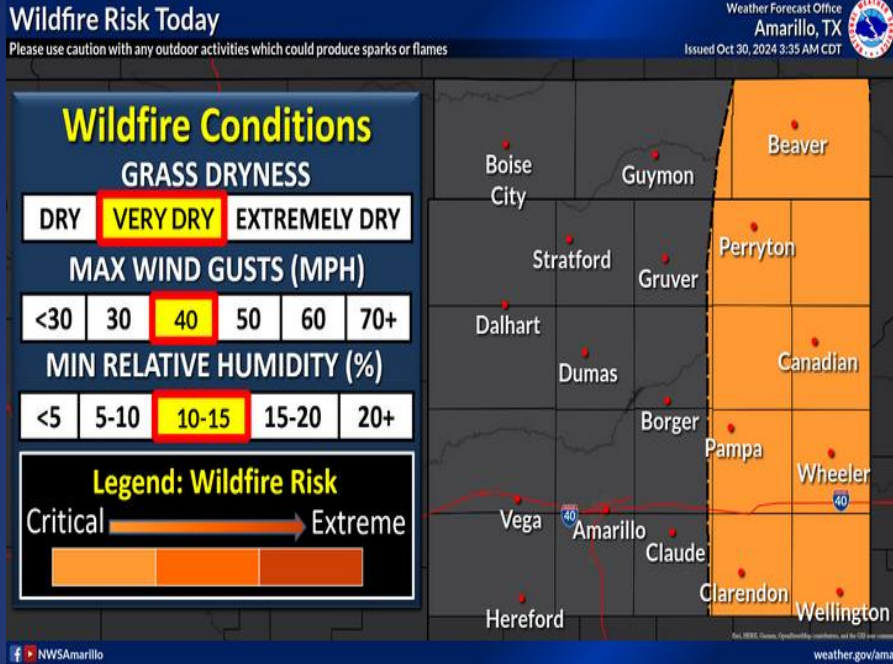 Wildfire Risk Today
Please use caution with any outdoor activities which could produce sparks or flames
Weather Forecast Office
Amarillo, TX
Issued Oct 30, 2024 3:35 AM CDT
Wildfire Conditions
GRASS DRYNESS
DRY VERY DRY EXTREMELY DRY
MAX WIND GUSTS (MPH)
<30 30 40 50 60 70+
MIN RELATIVE HUMIDITY (%)
<5 5-10 10-15 15-20 20+
Legend: Wildfire Risk
Critical Extreme
Boise
City
Guymon
Beaver
Stratford
Gruver
Perryton
Dalhart
Dumas
Canadian
Borger
Pampa
Wheeler
40
Vega
40
Amarillo
Claude
Clarendon
Hereford
Wellington
NWSAmarillo
weather.gov/ama